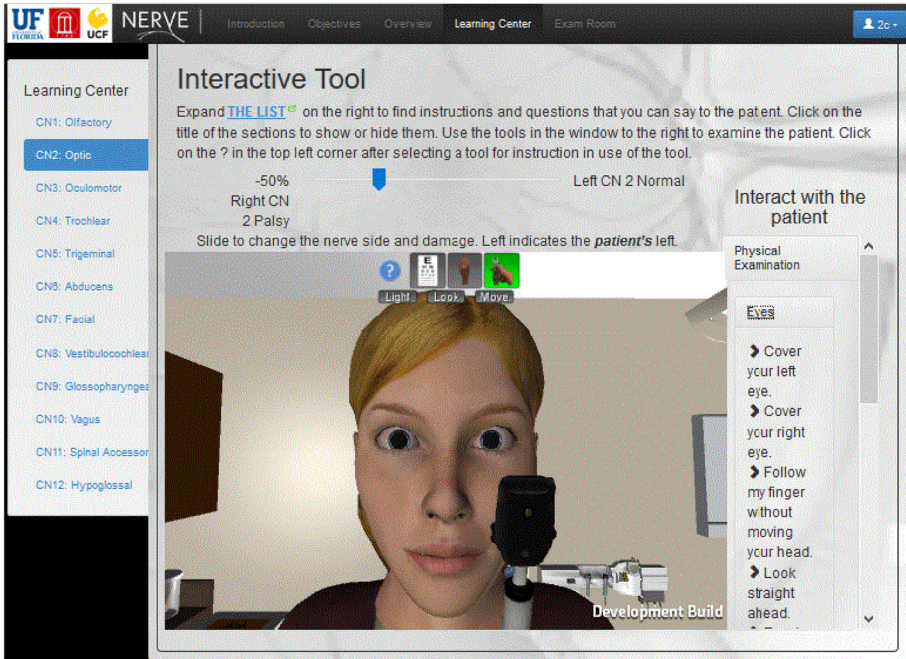 UF
UNIVERSITY of
FLORIDA
UCF
NERVE
Introduction
Objectives
Overview
Learning Center
Exam Room
2c
Learning Center
CN1: Olfactory
CN2: Optic
CN3: Oculomotor
CN4: Trochlear
CN5: Trigeminal
CN6: Abducens
CN7: Facial
CN8: Vestibulocochlear
CN9: Glossopharyngea
CN10: Vagus
CN11: Spinal Accessor
CN12: Hypoglossal
Interactive Tool
Expand THE LIST on the right to find instructions and questions that you can say to the patient. Click on the
title of the sections to show or hide them. Use the tools in the window to the right to examine the patient. Click
on the ? in the top left corner after selecting a tool for instruction in use of the tool.
-50%
Right CN
2 Palsy
Left CN 2 Normal
Slide to change the nerve side and damage. Left indicates the patient's left.
?
E
Light
Look
Move
Development Build
Interact with the
patient
Physical
Examination
Eyes
Cover
your left
eye.
Cover
your right
eye.
Follow
my finger
without
moving
your head.
Look
straight
ahead.